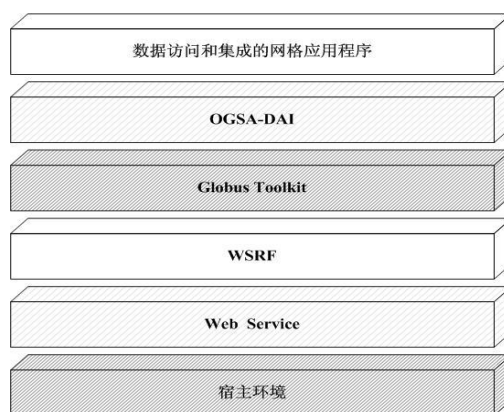 数据访问和集成的网格应用程序
OGSA-DAI
Globus Toolkit
WSRF
Web Service
宿主环境